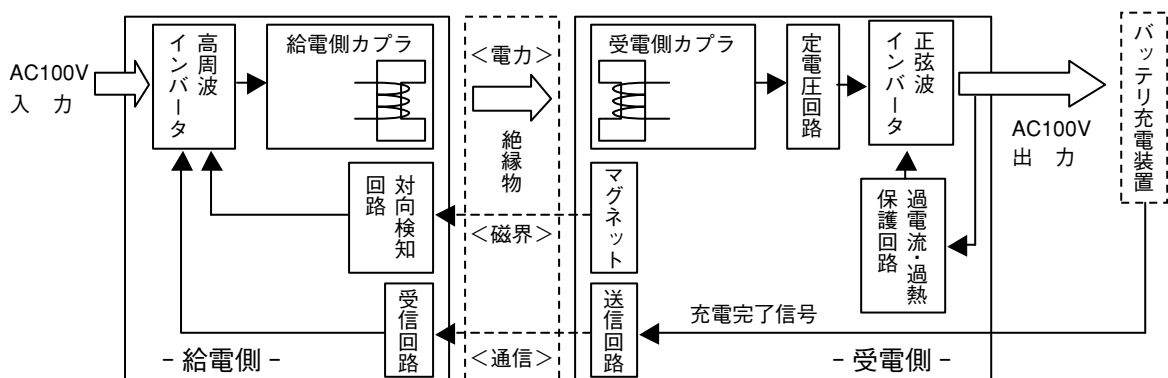 AC100V
入 力
高周波
インバータ
給電側カプラ
対向検知
回路
受信回路
- 給電側 -
＜電力＞
絶縁物
＜磁界＞
＜通信＞
受電側カプラ
定電圧回路
正弦波
インバータ
マグネット
過電流・過熱
保護回路
送信回路
充電完了信号
- 受電側 -
AC100V
出 力
バッテリ充電装置